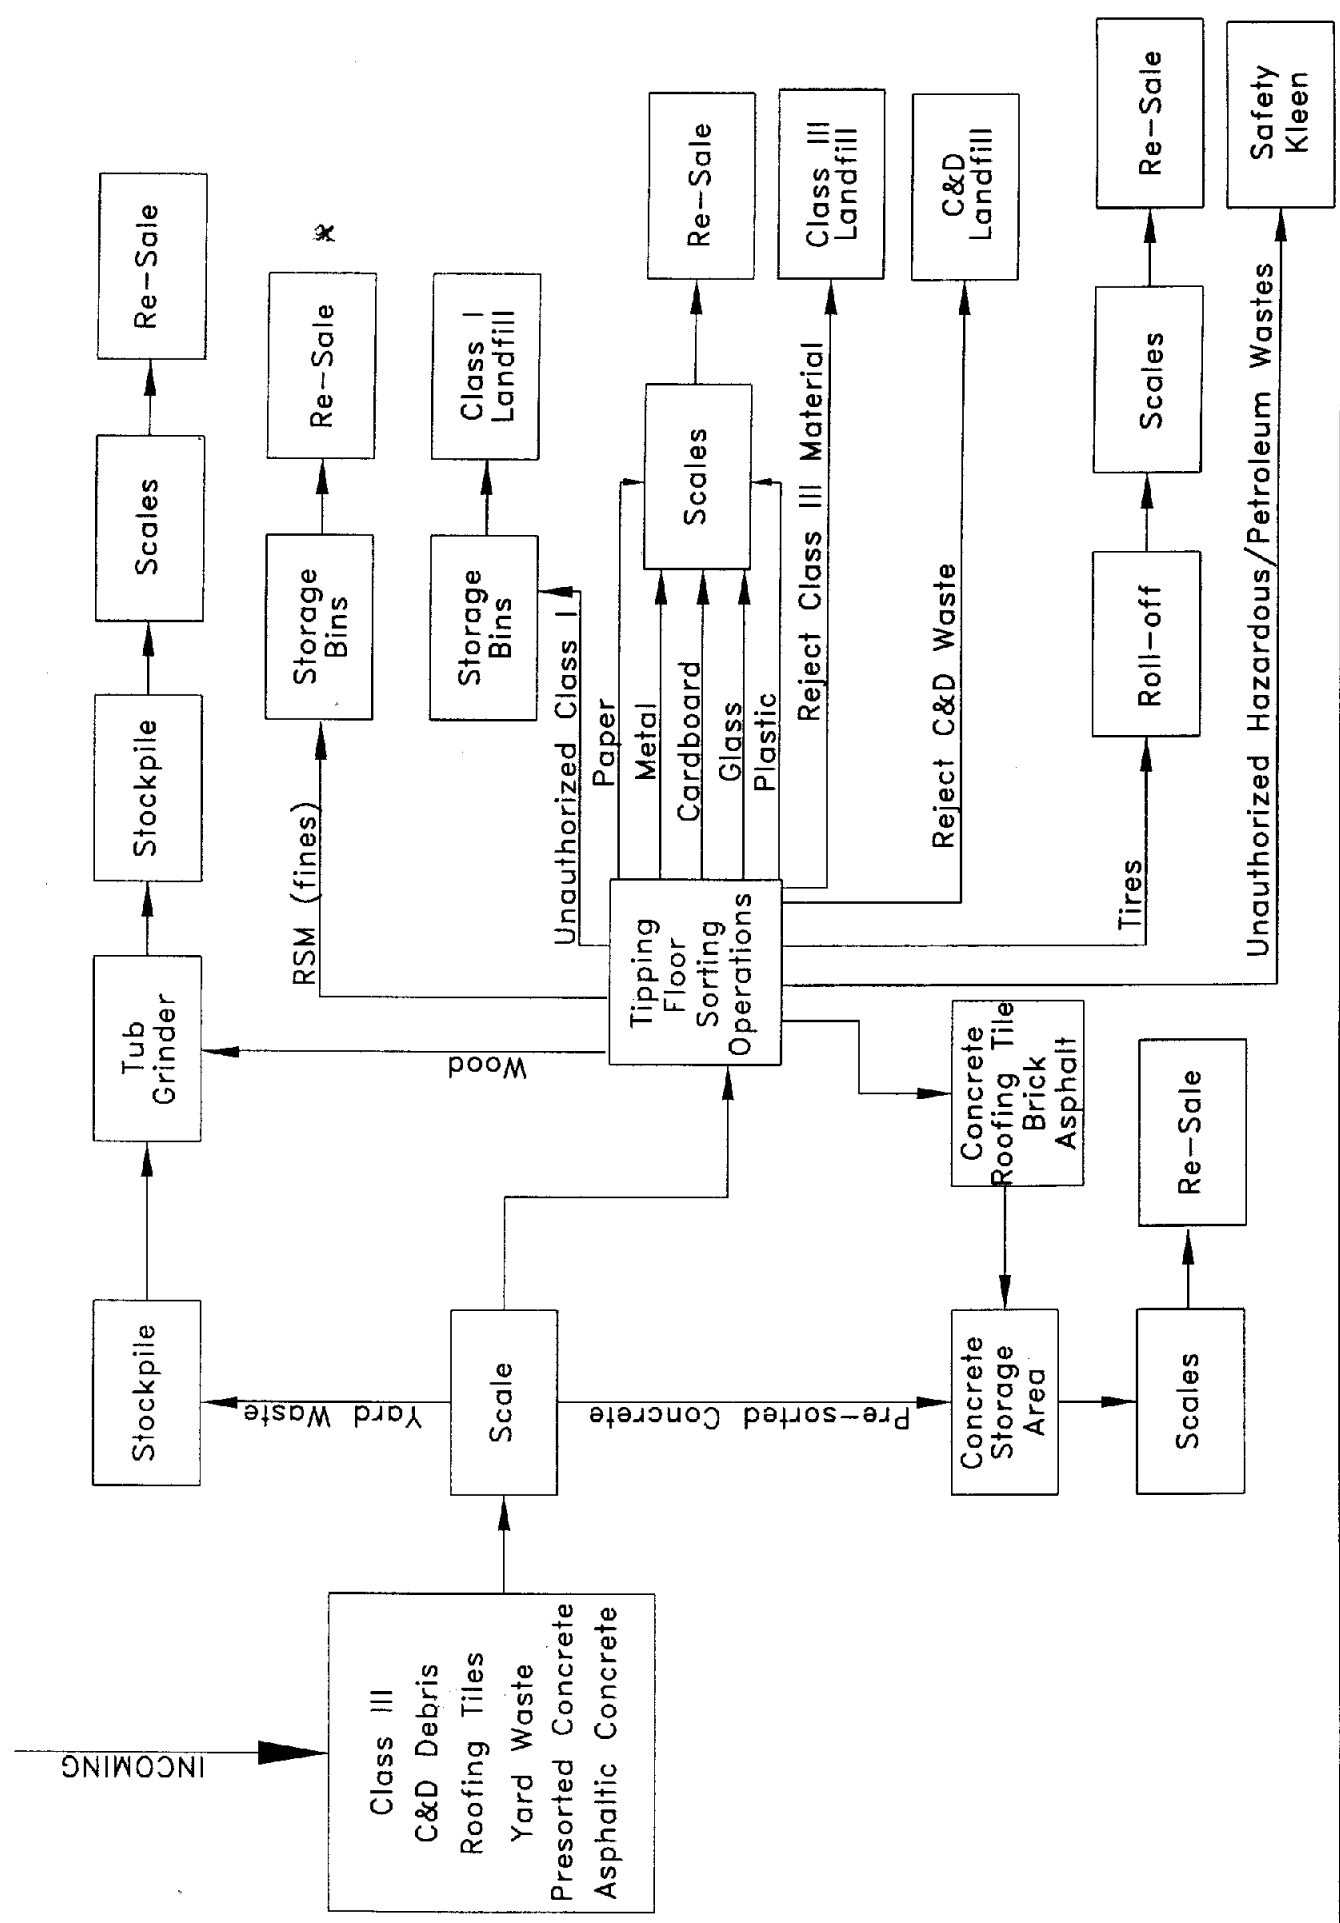 INCOMING
Class III
C&D Debris
Roofing Tiles
Yard Waste
Presorted Concrete
Asphaltic Concrete
Scale
Yard Waste
Stockpile
Tub
Grinder
Stockpile
Scales
Re-Sale
Pre-sorted Concrete
Concrete
Storage
Area
Scales
Re-Sale
Tipping
Floor
Sorting
Operations
Wood
RSM (fines)
Storage
Bins
Re-Sale
Unauthorized Class I
Storage
Bins
Class I
Landfill
Paper
Metal
Cardboard
Glass
Plastic
Scales
Re-Sale
Reject Class III Material
Class III
Landfill
Reject C&D Waste
C&D
Landfill
Tires
Roll-off
Scales
Re-Sale
Unauthorized Hazardous/Petroleum Wastes
Safety
Kleen
Concrete
Roofing Tile
Brick
Asphalt